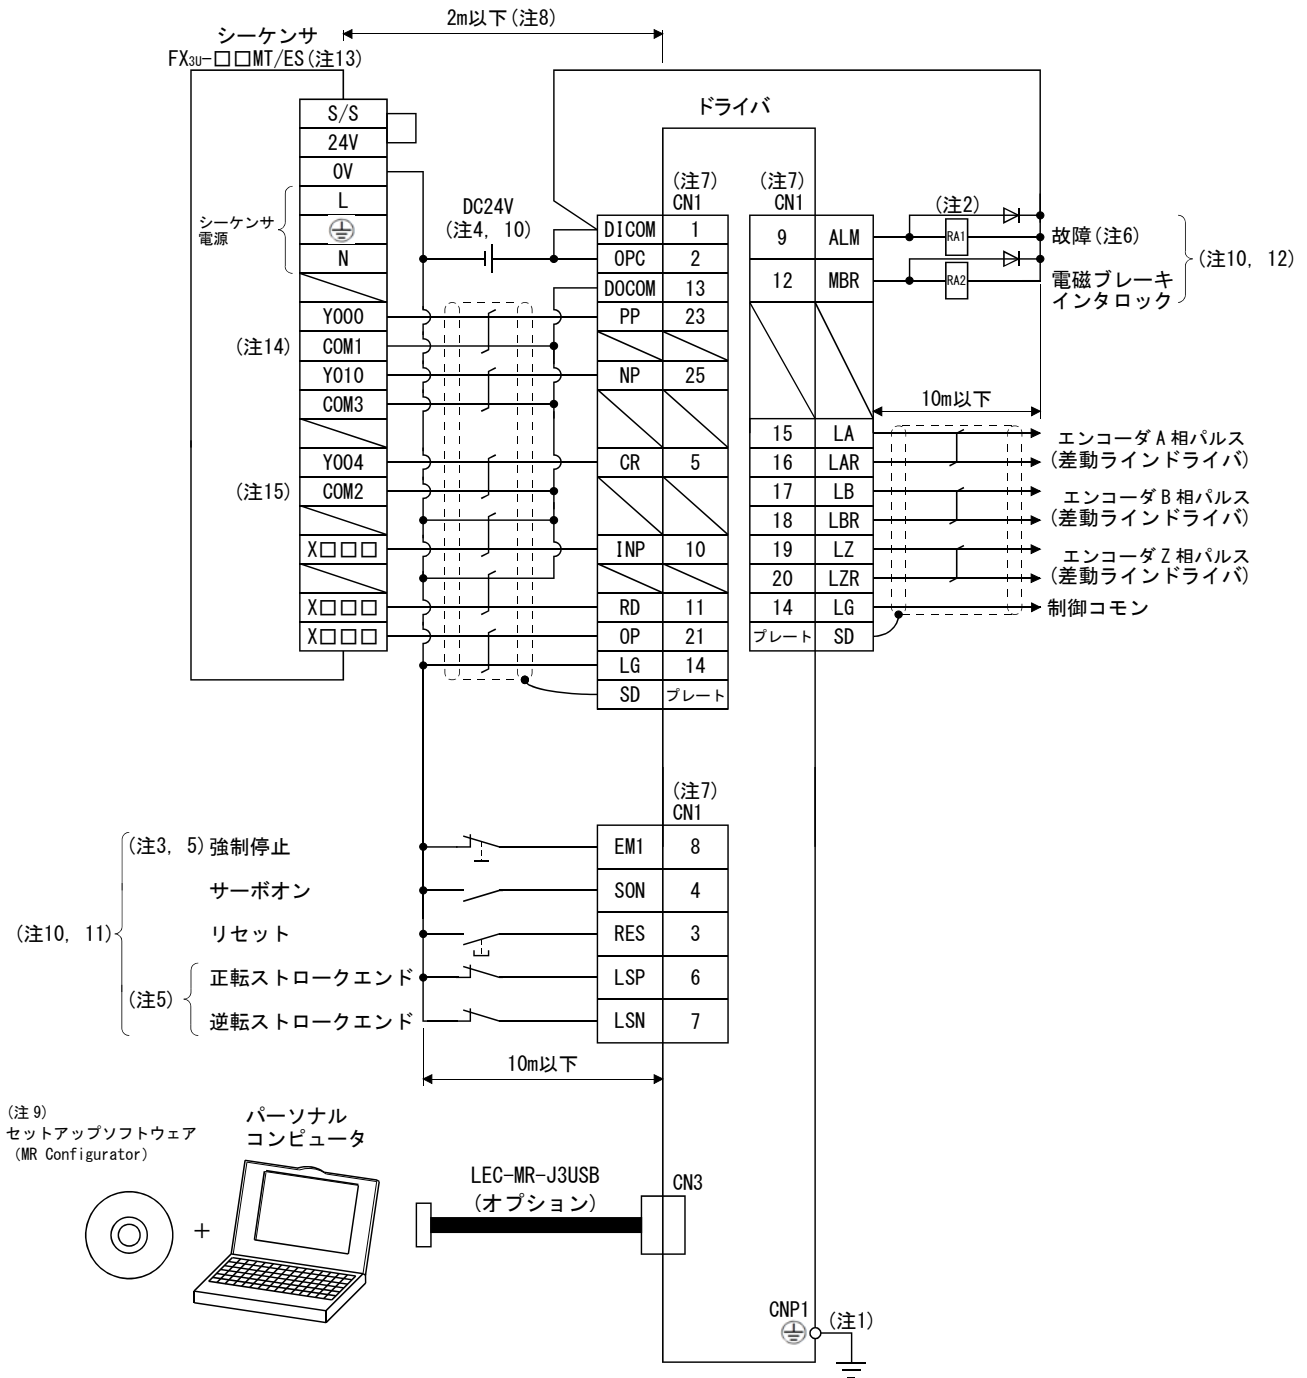 2m以下(注8)
シーケンサ
FX3U-□□MT/ES(注13)
S/S
24V
0V
L
N
シーケンサ
電源
Y000
(注14)
COM1
Y010
COM3
Y004
(注15)
COM2
X□□□
X□□□
X□□□
DC24V
(注4, 10)
ドライバ
(注7)
CN1
DICOM 1
OPC 2
DOCOM 13
PP 23
NP 25
CR 5
INP 10
RD 11
OP 21
LG 14
SD プレート
(注7)
CN1
9 ALM
12 MBR
15 LA
16 LAR
17 LB
18 LBR
19 LZ
20 LZR
14 LG
プレート SD
(注2)
RA1
RA2
故障(注6)
電磁ブレーキ
インタロック
(注10, 12)
10m以下
エンコーダA相パルス
(差動ラインドライバ)
エンコーダB相パルス
(差動ラインドライバ)
エンコーダZ相パルス
(差動ラインドライバ)
制御コモン
(注7)
CN1
(注10, 11)
(注3, 5)強制停止
EM1 8
サーボオン
SON 4
リセット
RES 3
(注5)
正転ストロークエンド
LSP 6
逆転ストロークエンド
LSN 7
10m以下
(注9)
セットアップソフトウェア
(MR Configurator)
+
パーソナル
コンピュータ
LEC-MR-J3USB
(オプション)
CN3
CNP1
(注1)